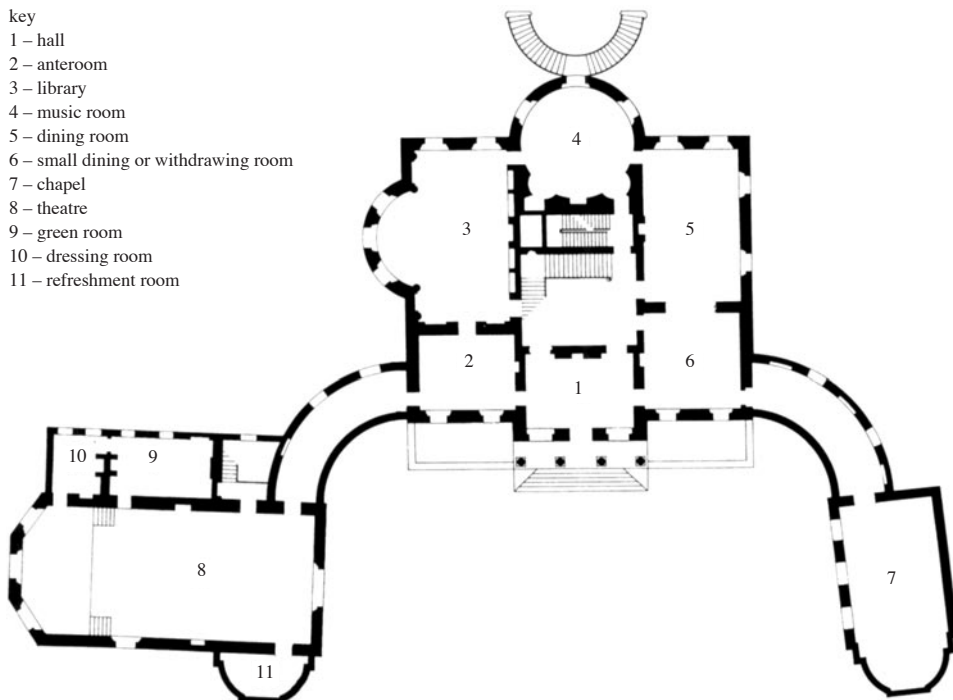 key
1 – hall
2 – anteroom
3 – library
4 – music room
5 – dining room
6 – small dining or withdrawing room
7 – chapel
8 – theatre
9 – green room
10 – dressing room
11 – refreshment room
4
3
5
2
1
6
10
9
8
7
11